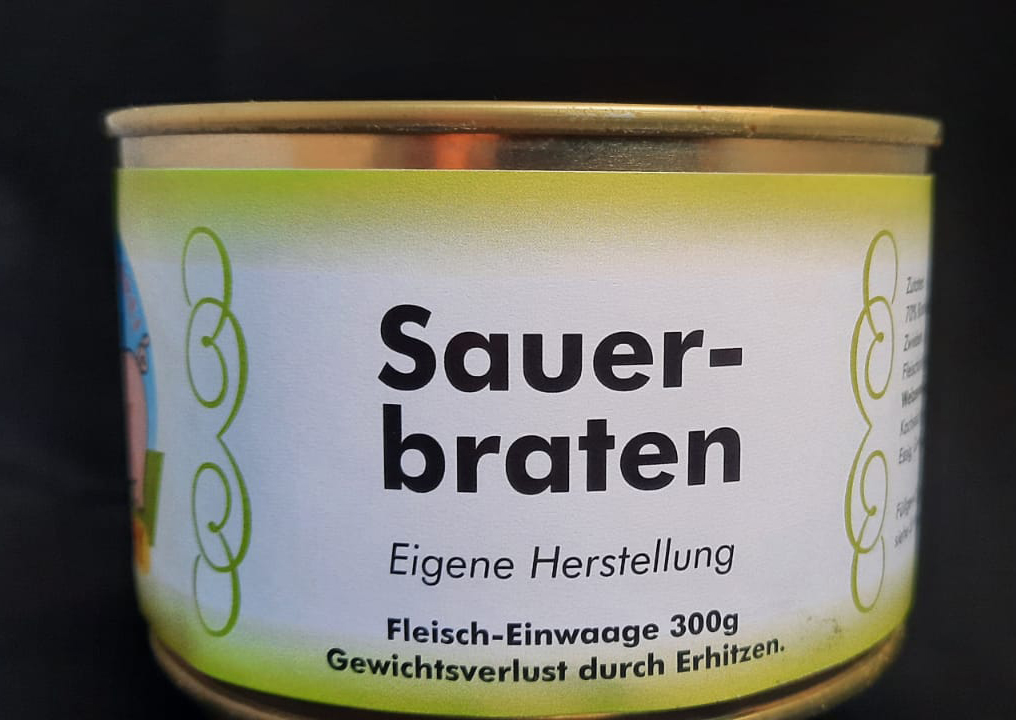 Sauer-
braten
Eigene Herstellung
Fleisch-Einwaage 300g
Gewichtsverlust durch Erhitzen.